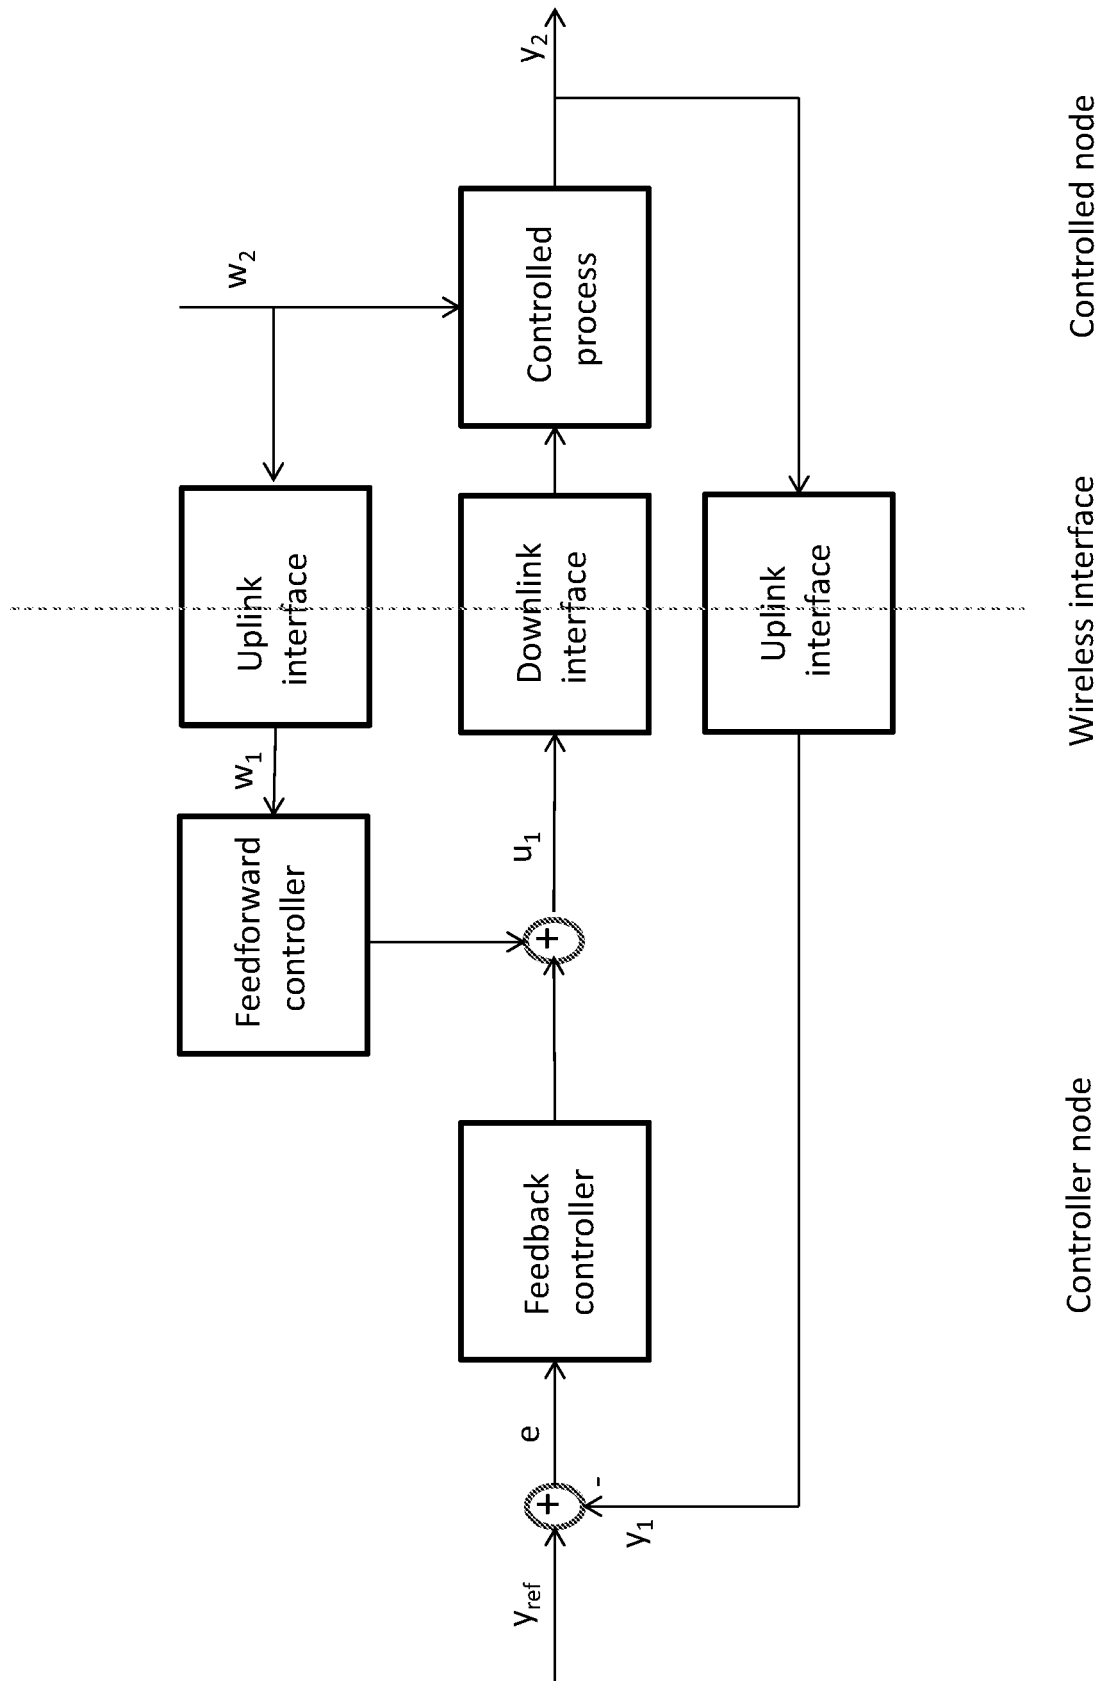 w₂
Uplink
interface
w₁
Feedforward
controller
y_ref
+
e
-
y₁
Feedback
controller
+
u₁
Downlink
interface
Controlled
process
y₂
Uplink
interface
Controller node
Wireless interface
Controlled node